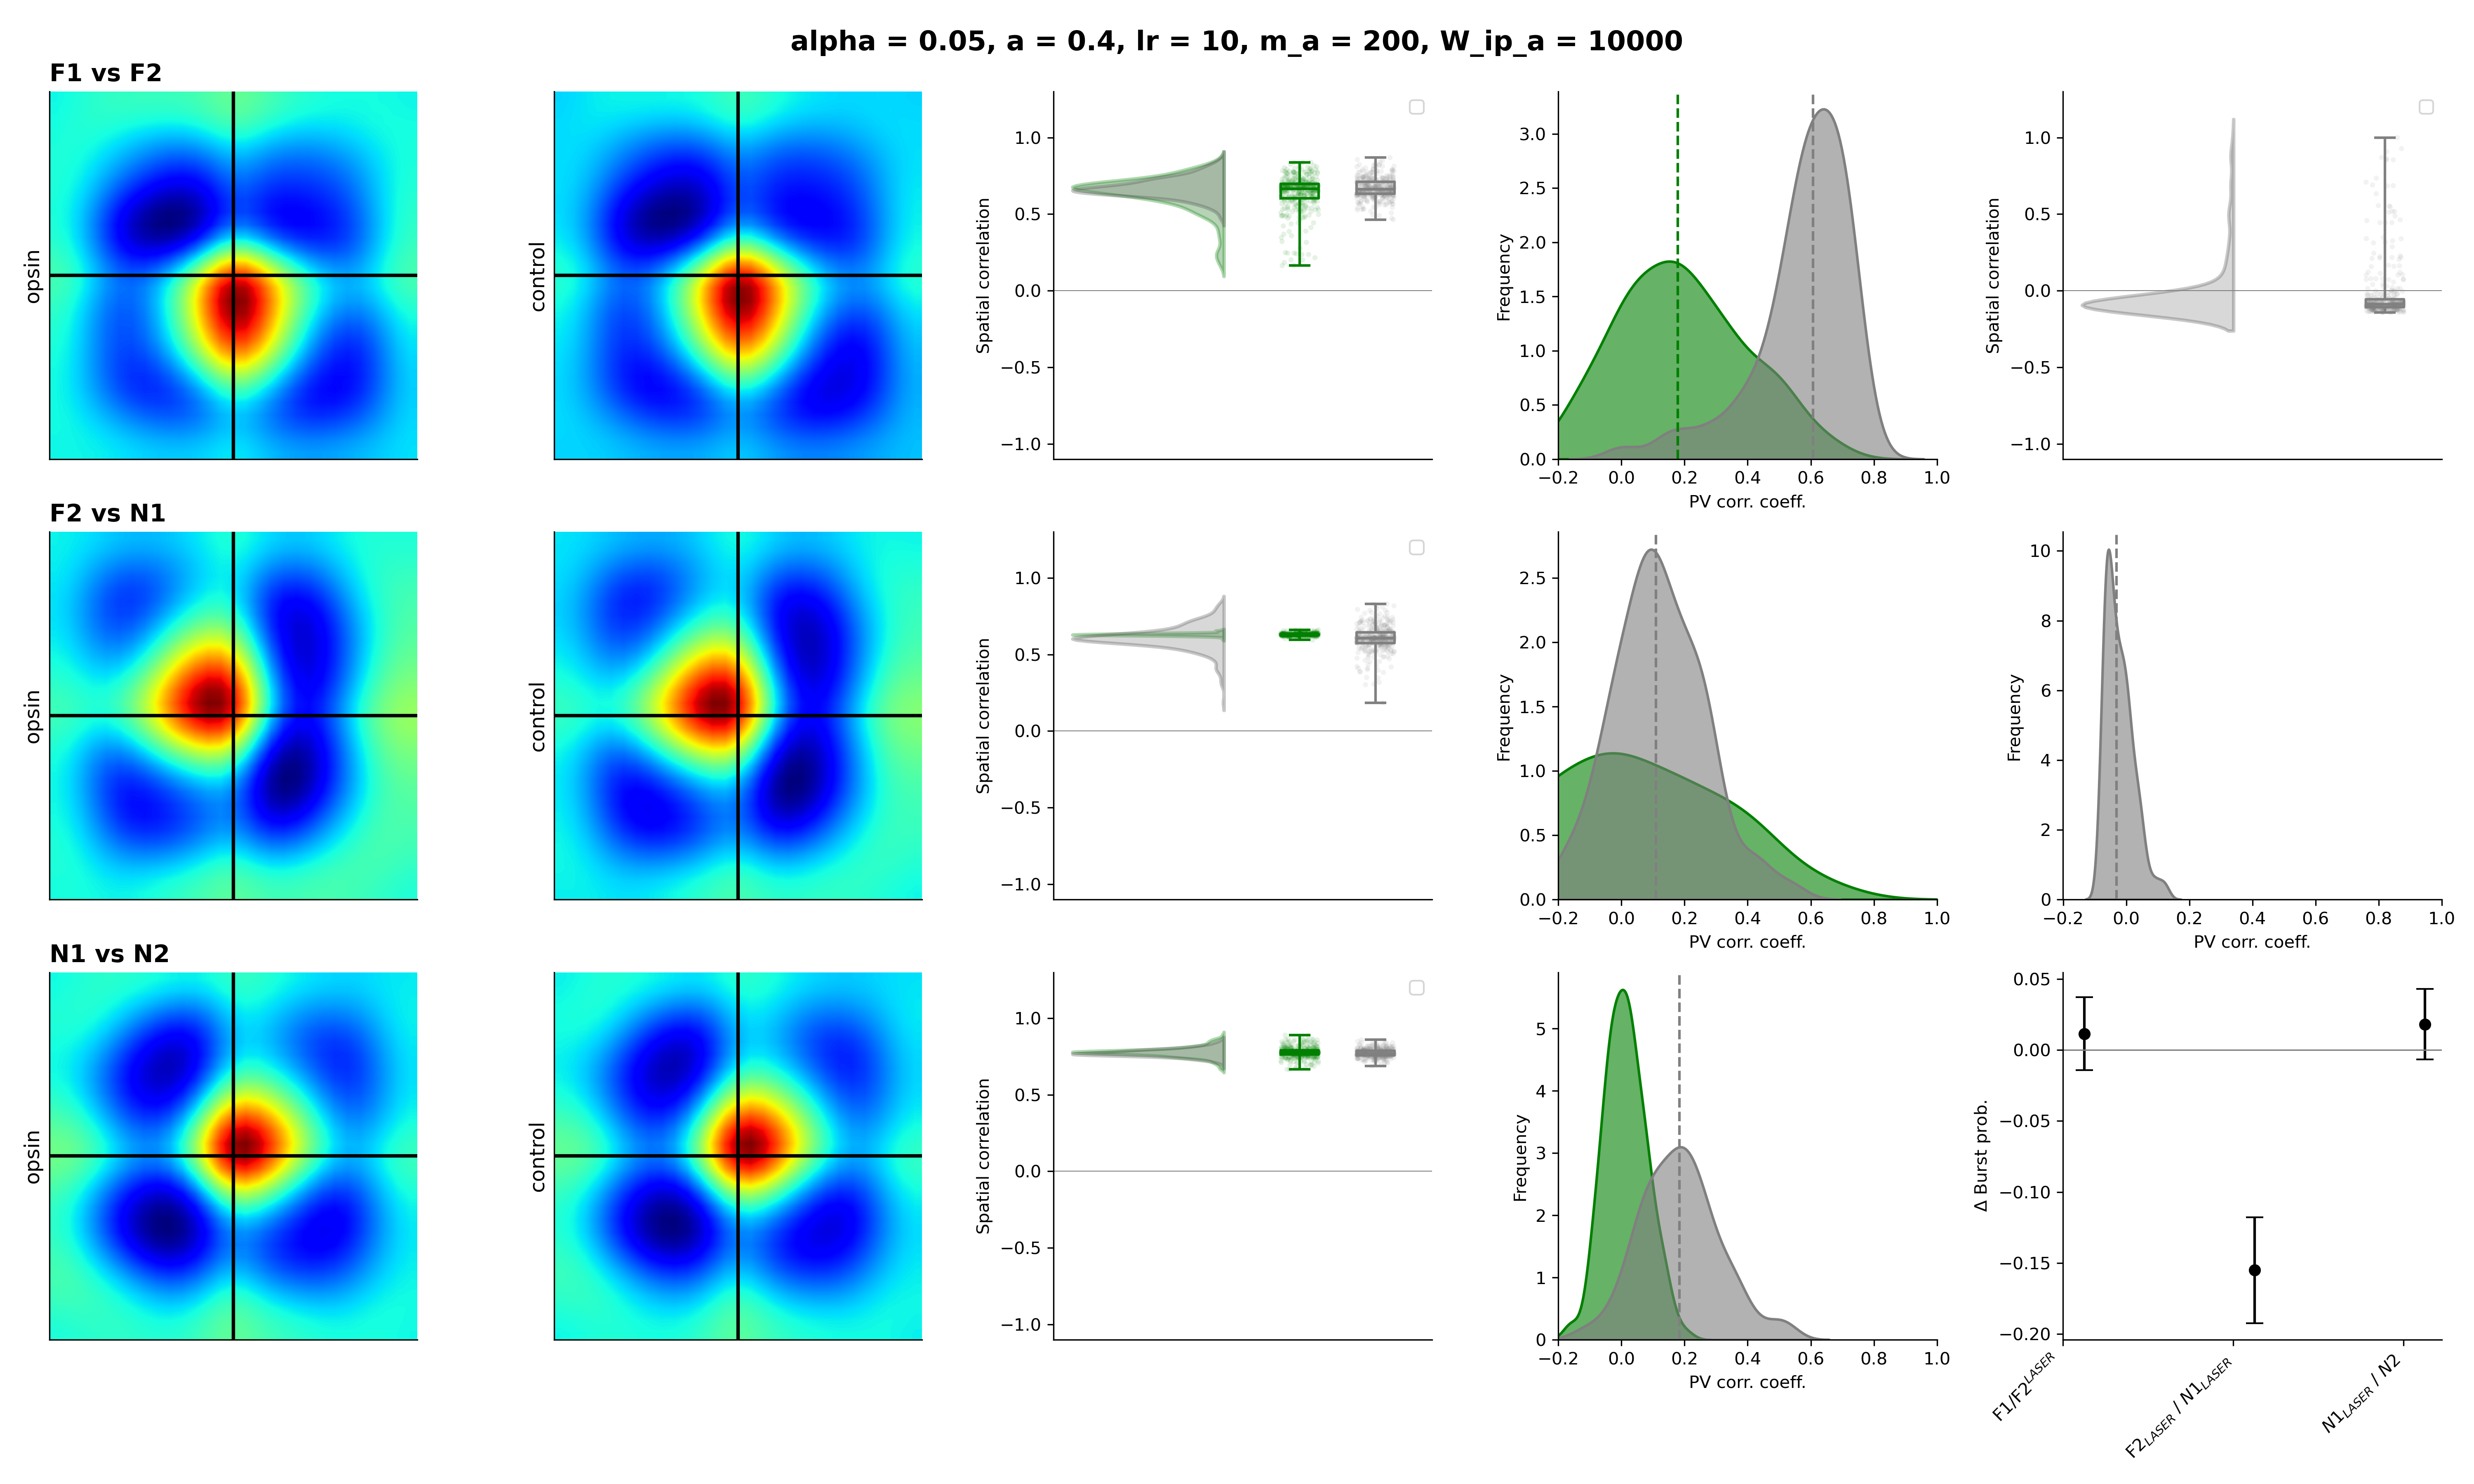 alpha = 0.05, a = 0.4, lr = 10, m_a = 200, W_ip_a = 10000
F1 vs F2
opsin
control
Spatial correlation
1.0
0.5
0.0
−0.5
−1.0
Frequency
3.0
2.5
2.0
1.5
1.0
0.5
0.0
−0.2 0.0 0.2 0.4 0.6 0.8 1.0
PV corr. coeff.
Spatial correlation
1.0
0.5
0.0
−0.5
−1.0
F2 vs N1
opsin
control
Spatial correlation
1.0
0.5
0.0
−0.5
−1.0
Frequency
2.5
2.0
1.5
1.0
0.5
0.0
−0.2 0.0 0.2 0.4 0.6 0.8 1.0
PV corr. coeff.
Frequency
10
8
6
4
2
0
−0.2 0.0 0.2 0.4 0.6 0.8 1.0
PV corr. coeff.
N1 vs N2
opsin
control
Spatial correlation
1.0
0.5
0.0
−0.5
−1.0
Frequency
5
4
3
2
1
0
−0.2 0.0 0.2 0.4 0.6 0.8 1.0
PV corr. coeff.
Δ Burst prob.
0.05
0.00
−0.05
−0.10
−0.15
−0.20
F1/F2^LASER
F2_LASER / N1_LASER
N1_LASER / N2